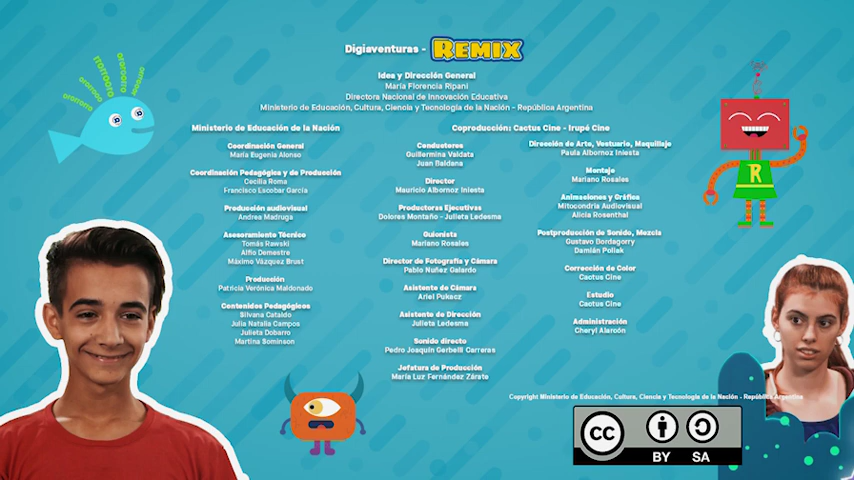 Digiaventuras - REMIX
Idea y Dirección General
María Florencia Ripani
Directora Nacional de Innovación Educativa
Ministerio de Educación, Cultura, Ciencia y Tecnología de la Nación - República Argentina
Ministerio de Educación de la Nación
Coordinación General
María Eugenia Alonso
Coordinación Pedagógica y de Producción
Cecilia Roma
Francisco Escobar García
Producción audiovisual
Andrea Madruga
Asesoramiento Técnico
Tomás Rawski
Alfio Demestre
Máximo Vázquez Brust
Producción
Patricia Verónica Maldonado
Contenidos Pedagógicos
Silvana Cataldo
Julia Natalia Campos
Julieta Dobarro
Martina Sominson
Coproducción: Cactus Cine - Irupé Cine
Conductores
Guillermina Valdata
Juan Baldana
Director
Mauricio Albornoz Iniesta
Productoras Ejecutivas
Dolores Montaño - Julieta Ledesma
Guionista
Mariano Rosales
Director de Fotografía y Cámara
Pablo Nuñez Galardo
Asistente de Cámara
Ariel Pukacz
Asistente de Dirección
Julieta Ledesma
Sonido directo
Pedro Joaquín Gerbelli Carreras
Jefatura de Producción
María Luz Fernández Zárate
Dirección de Arte, Vestuario, Maquillaje
Paula Albornoz Iniesta
Montaje
Mariano Rosales
Animaciones y Gráfica
Mitocondria Audiovisual
Alicia Rosenthal
Postproducción de Sonido, Mezcla
Gustavo Bordagorry
Damián Pollak
Corrección de Color
Cactus Cine
Estudio
Cactus Cine
Administración
Cheryl Alarcón
Copyright Ministerio de Educación, Cultura, Ciencia y Tecnología de la Nación - República Argentina
CC
BY SA
R